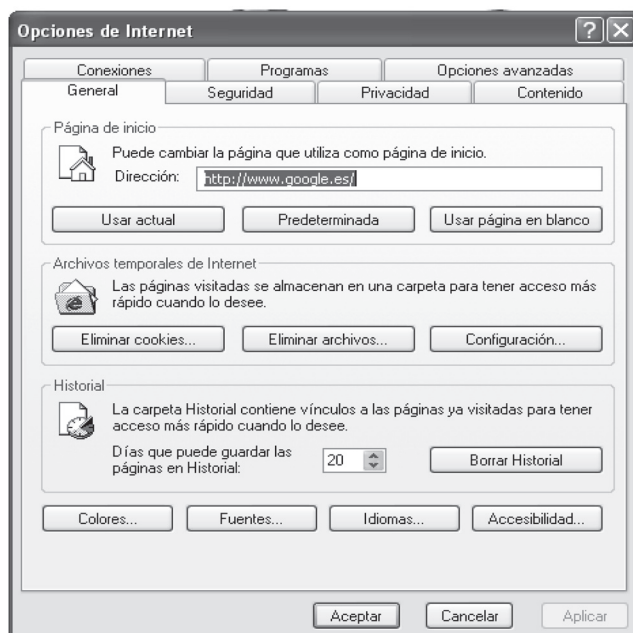 Opciones de Internet
Conexiones Programas Opciones avanzadas
General Seguridad Privacidad Contenido
Página de inicio
Puede cambiar la página que utiliza como página de inicio.
Dirección: http://www.google.es/
Usar actual Predeterminada Usar página en blanco
Archivos temporales de Internet
Las páginas visitadas se almacenan en una carpeta para tener acceso más
rápido cuando lo desee.
Eliminar cookies... Eliminar archivos... Configuración...
Historial
La carpeta Historial contiene vínculos a las páginas ya visitadas para tener
acceso más rápido cuando lo desee.
Días que puede guardar las
páginas en Historial: 20 Borrar Historial
Colores... Fuentes... Idiomas... Accesibilidad...
Aceptar Cancelar Aplicar